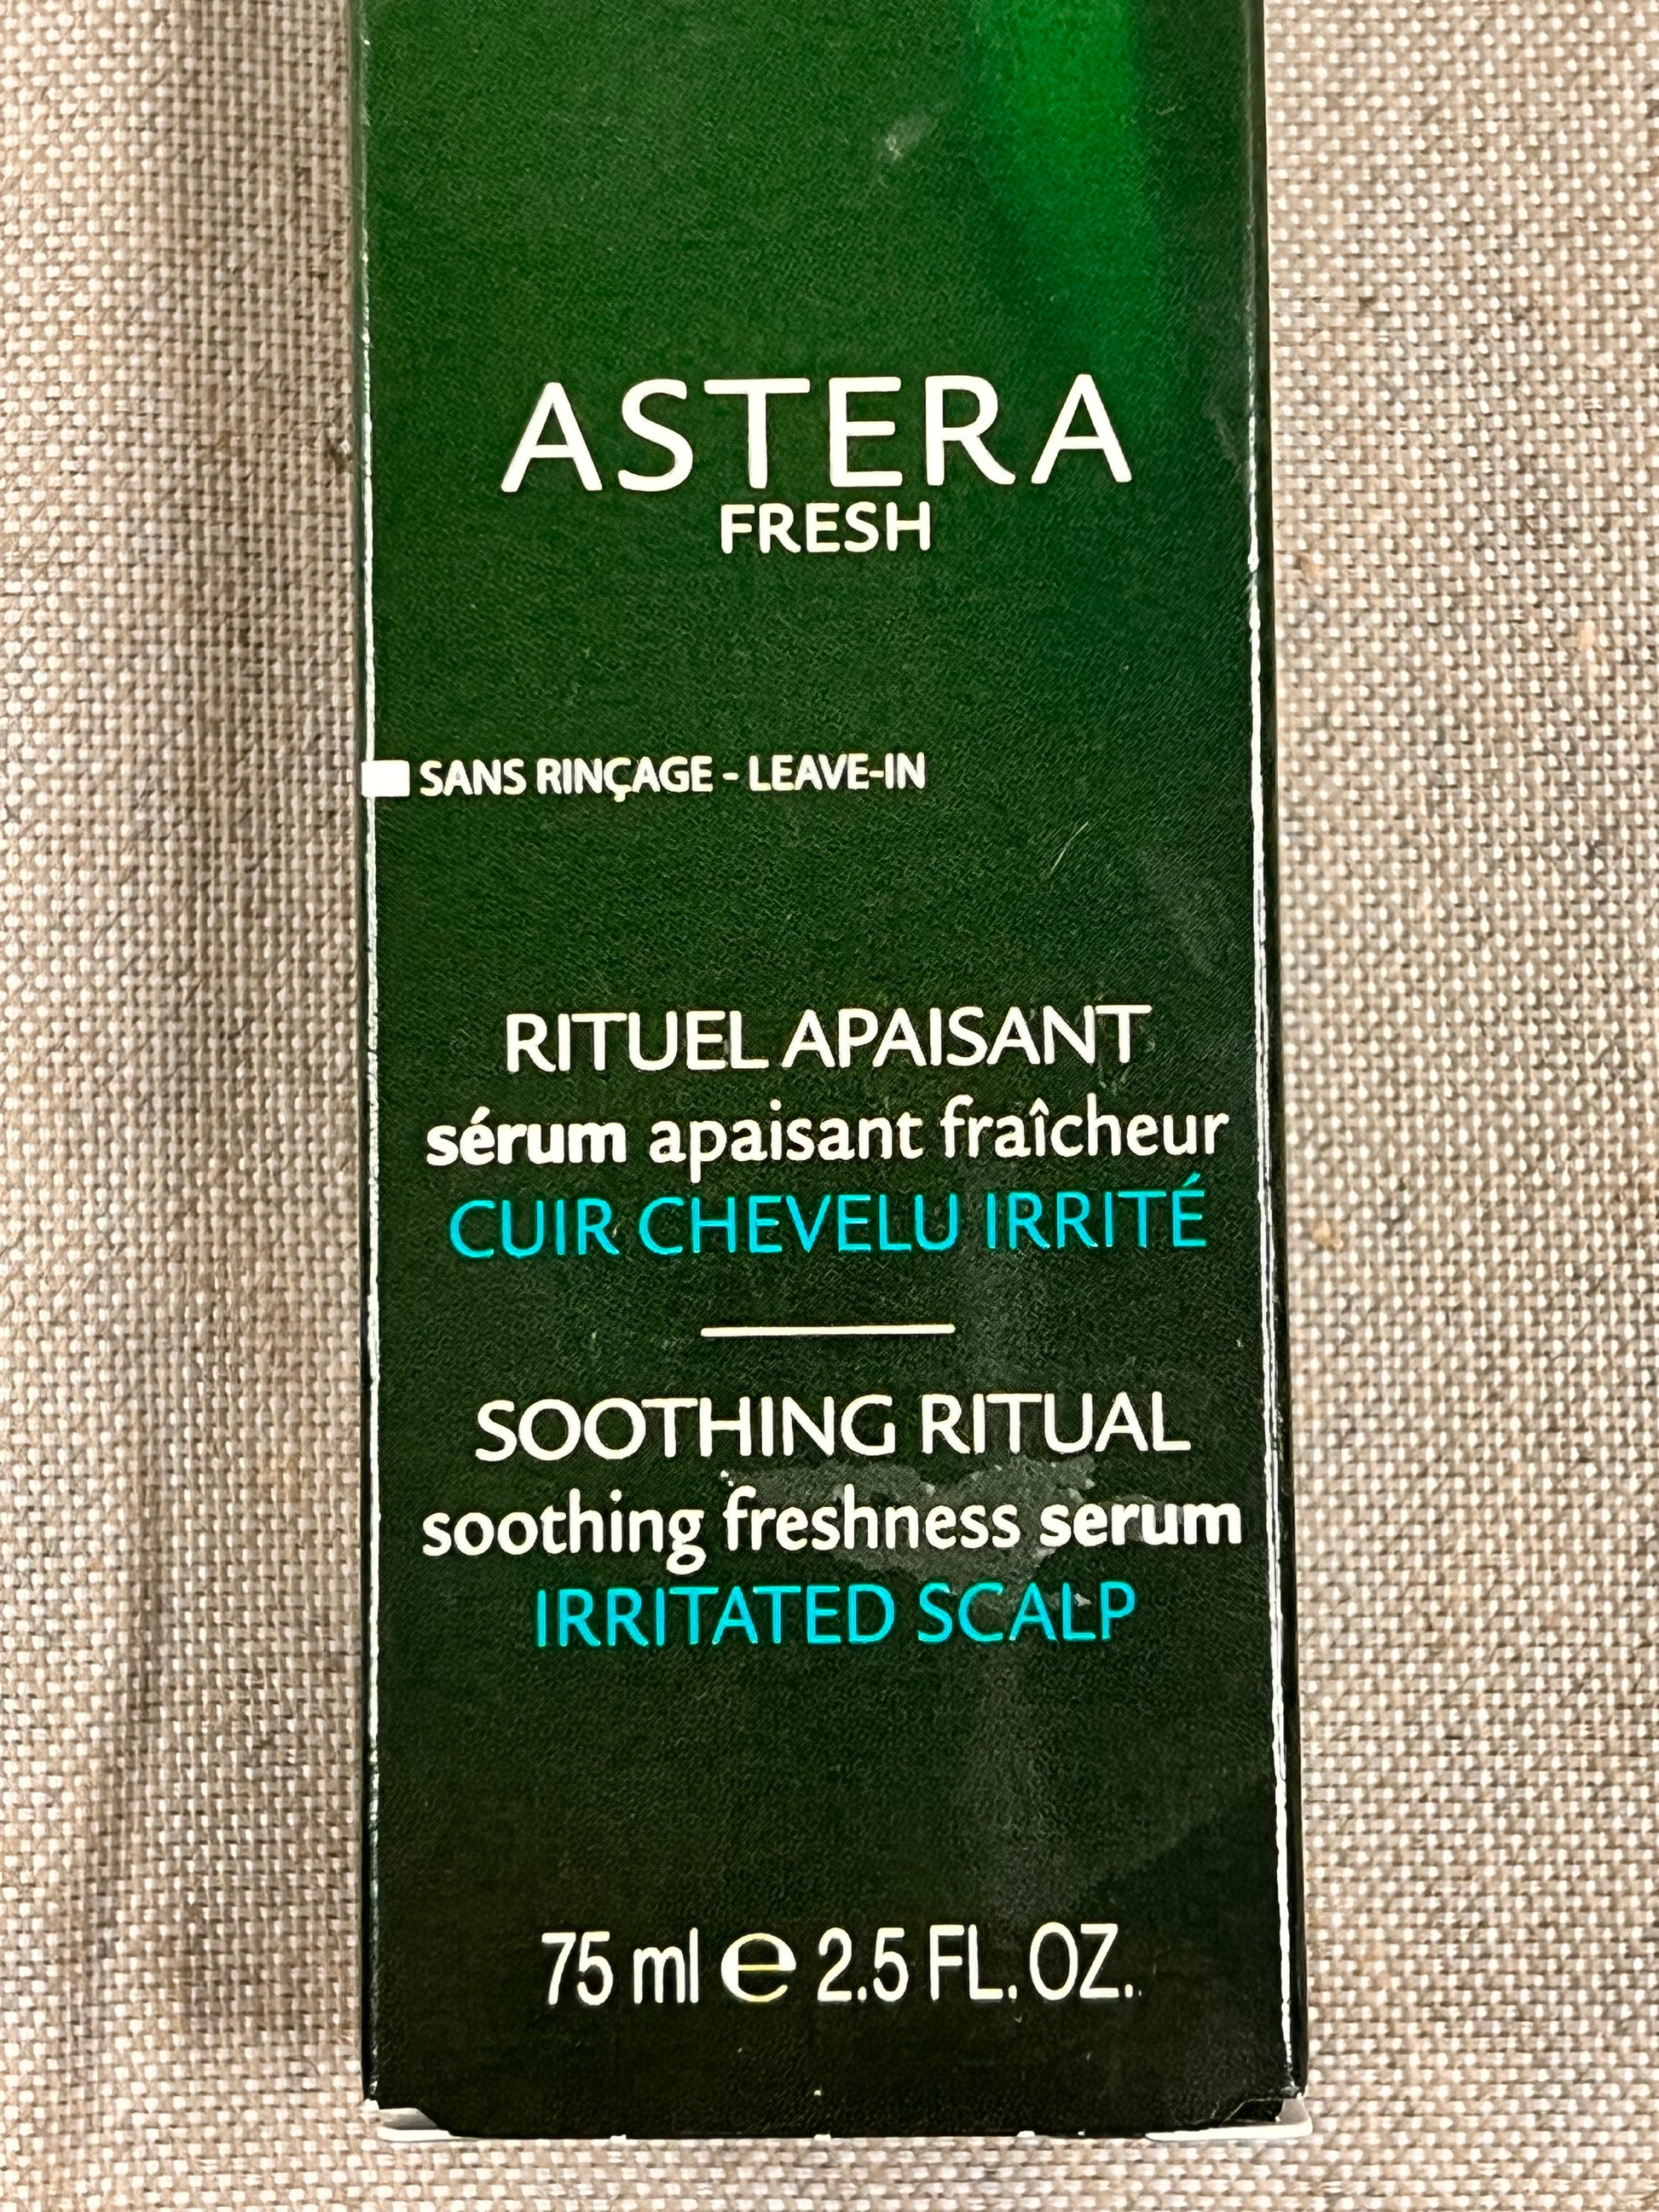 ASTERA
FRESH
SANS RINÇAGE - LEAVE-IN
RITUEL APAISANT
sérum apaisant fraîcheur
CUIR CHEVELU IRRITÉ
SOOTHING RITUAL
soothing freshness serum
IRRITATED SCALP
75 ml e 2.5 FL. OZ.